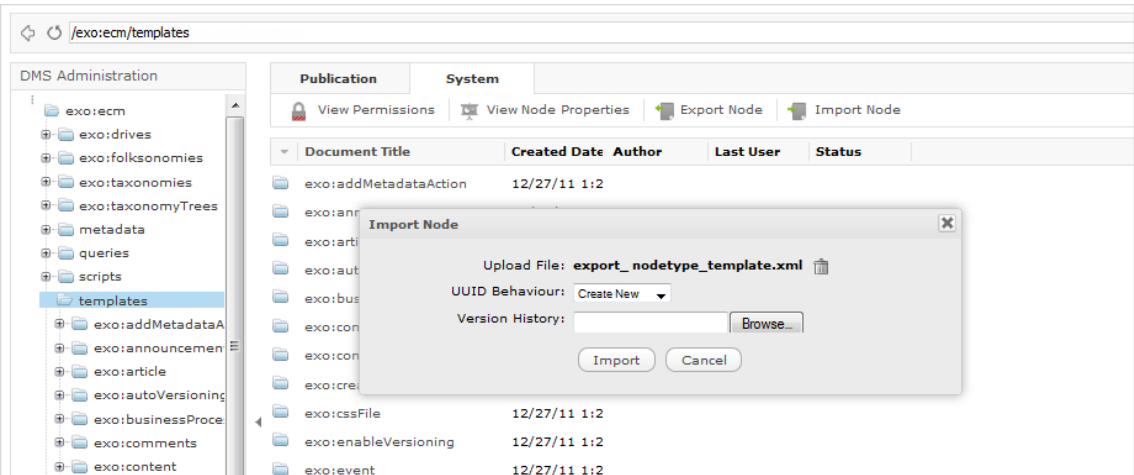 /exo:ecm/templates
DMS Administration
exo:ecm
exo:drives
exo:folksonomies
exo:taxonomies
exo:taxonomyTrees
metadata
queries
scripts
templates
exo:addMetadataA
exo:announcemen
exo:article
exo:autoVersioning
exo:businessProce
exo:comments
exo:content
Publication System
View Permissions View Node Properties Export Node Import Node
Document Title Created Date Author Last User Status
exo:addMetadataAction 12/27/11 1:2
exo:ann
exo:arti
exo:aut
exo:bus
exo:con
exo:con
exo:crea
exo:cssFile 12/27/11 1:2
exo:enableVersioning 12/27/11 1:2
exo:event 12/27/11 1:2
Import Node
Upload File: export_ nodetype_template.xml
UUID Behaviour: Create New
Version History: Browse...
Import Cancel